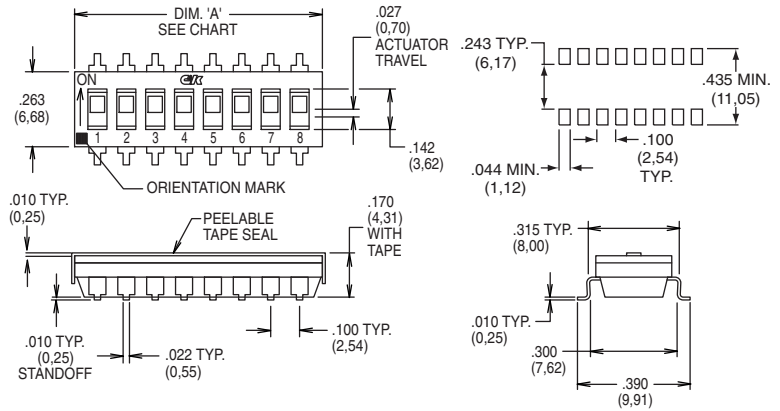 DIM. 'A'
SEE CHART
.027
(0,70)
ACTUATOR
TRAVEL
ON
CK
.263
(6,68)
1 2 3 4 5 6 7 8
.142
(3,62)
ORIENTATION MARK
.243 TYP.
(6,17)
.435 MIN.
(11,05)
.044 MIN.
(1,12)
.100
(2,54)
TYP.
.010 TYP.
(0,25)
PEELABLE
TAPE SEAL
.170
(4,31)
WITH
TAPE
.010 TYP.
(0,25)
STANDOFF
.022 TYP.
(0,55)
.100 TYP.
(2,54)
.315 TYP.
(8,00)
.010 TYP.
(0,25)
.300
(7,62)
.390
(9,91)